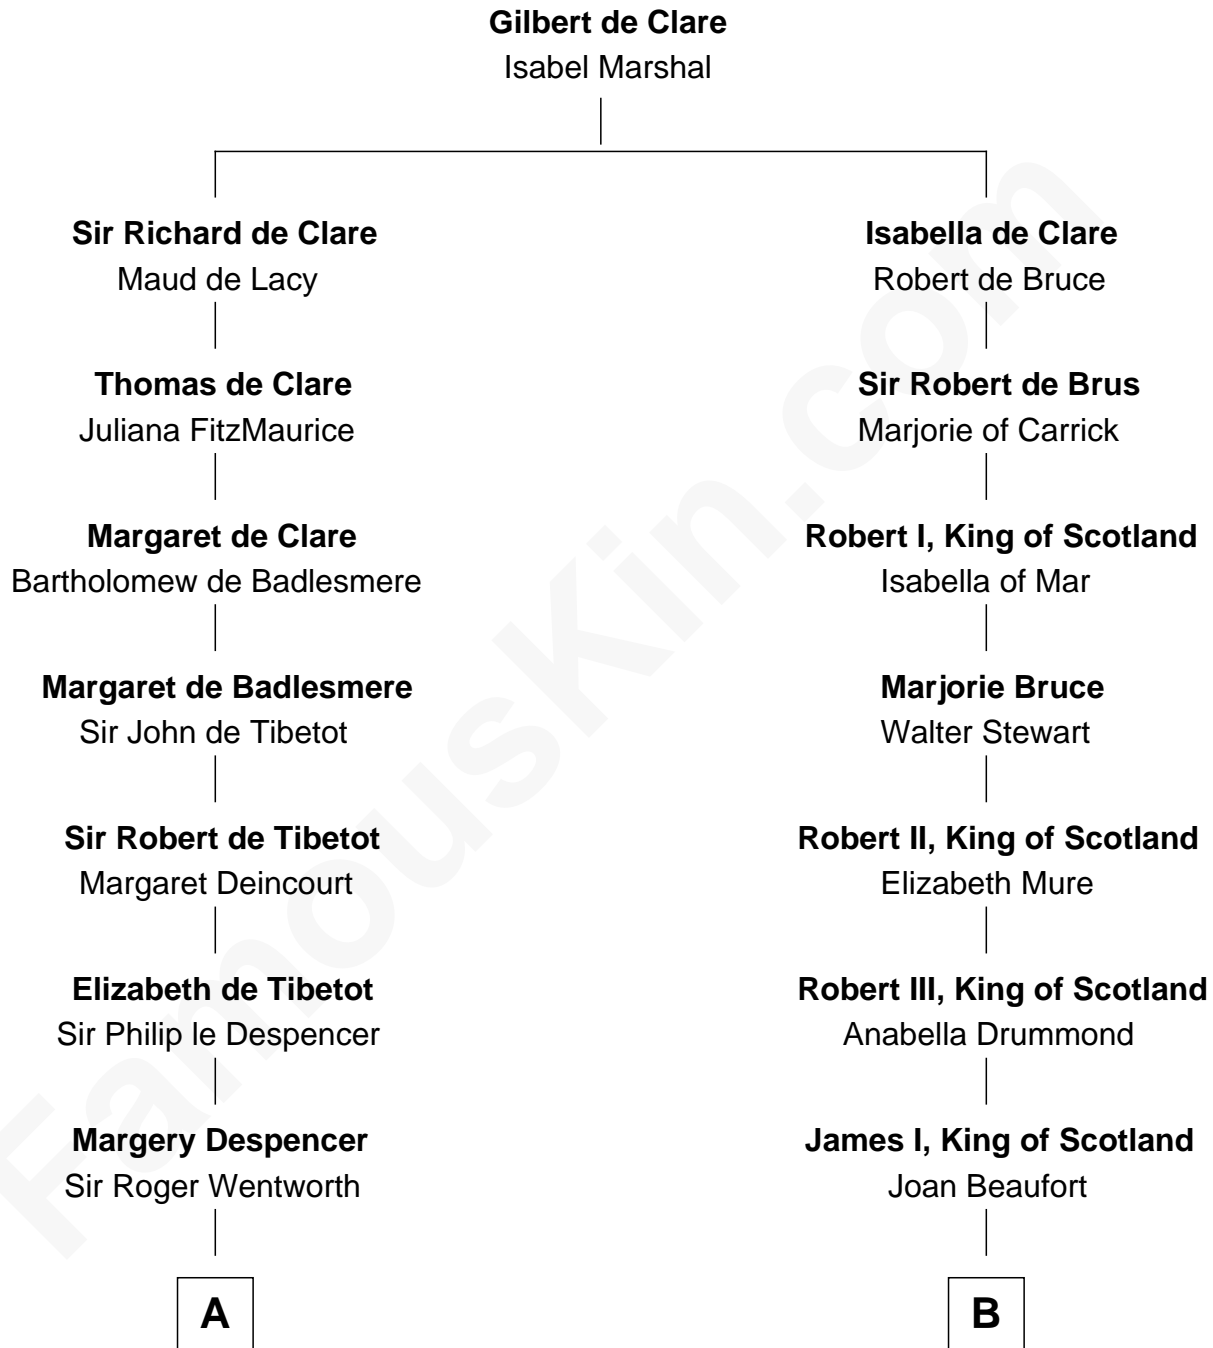 Gilbert de Clare
Isabel Marshal
Sir Richard de Clare
Maud de Lacy
Thomas de Clare
Juliana FitzMaurice
Margaret de Clare
Bartholomew de Badlesmere
Margaret de Badlesmere
Sir John de Tibetot
Sir Robert de Tibetot
Margaret Deincourt
Elizabeth de Tibetot
Sir Philip le Despencer
Margery Despencer
Sir Roger Wentworth
A
Isabella de Clare
Robert de Bruce
Sir Robert de Brus
Marjorie of Carrick
Robert I, King of Scotland
Isabella of Mar
Marjorie Bruce
Walter Stewart
Robert II, King of Scotland
Elizabeth Mure
Robert III, King of Scotland
Anabella Drummond
James I, King of Scotland
Joan Beaufort
B
FamousKin.com